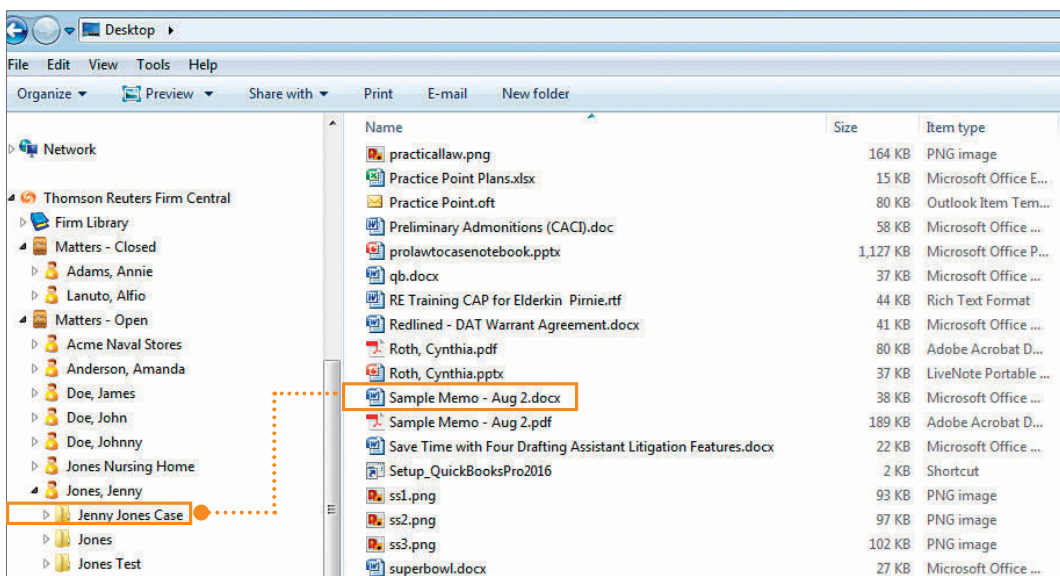 Desktop
File Edit View Tools Help
Organize Preview Share with Print E-mail New folder
Network
Thomson Reuters Firm Central
Firm Library
Matters - Closed
Adams, Annie
Lanuto, Alfio
Matters - Open
Acme Naval Stores
Anderson, Amanda
Doe, James
Doe, John
Doe, Johnny
Jones Nursing Home
Jones, Jenny
Jenny Jones Case
Jones
Jones Test
Name Size Item type
practicallaw.png 164 KB PNG image
Practice Point Plans.xlsx 15 KB Microsoft Office E...
Practice Point.oft 80 KB Outlook Item Tem...
Preliminary Admonitions (CACI).doc 58 KB Microsoft Office ...
prolawtocasenotebook.pptx 1,127 KB Microsoft Office P...
qb.docx 37 KB Microsoft Office ...
RE Training CAP for Elderkin Pirnie.rtf 44 KB Rich Text Format
Redlined - DAT Warrant Agreement.docx 41 KB Microsoft Office ...
Roth, Cynthia.pdf 80 KB Adobe Acrobat D...
Roth, Cynthia.pptx 37 KB LiveNote Portable ...
Sample Memo - Aug 2.docx 38 KB Microsoft Office ...
Sample Memo - Aug 2.pdf 189 KB Adobe Acrobat D...
Save Time with Four Drafting Assistant Litigation Features.docx 22 KB Microsoft Office ...
Setup_QuickBooksPro2016 2 KB Shortcut
ss1.png 93 KB PNG image
ss2.png 97 KB PNG image
ss3.png 102 KB PNG image
superbowl.docx 27 KB Microsoft Office ...